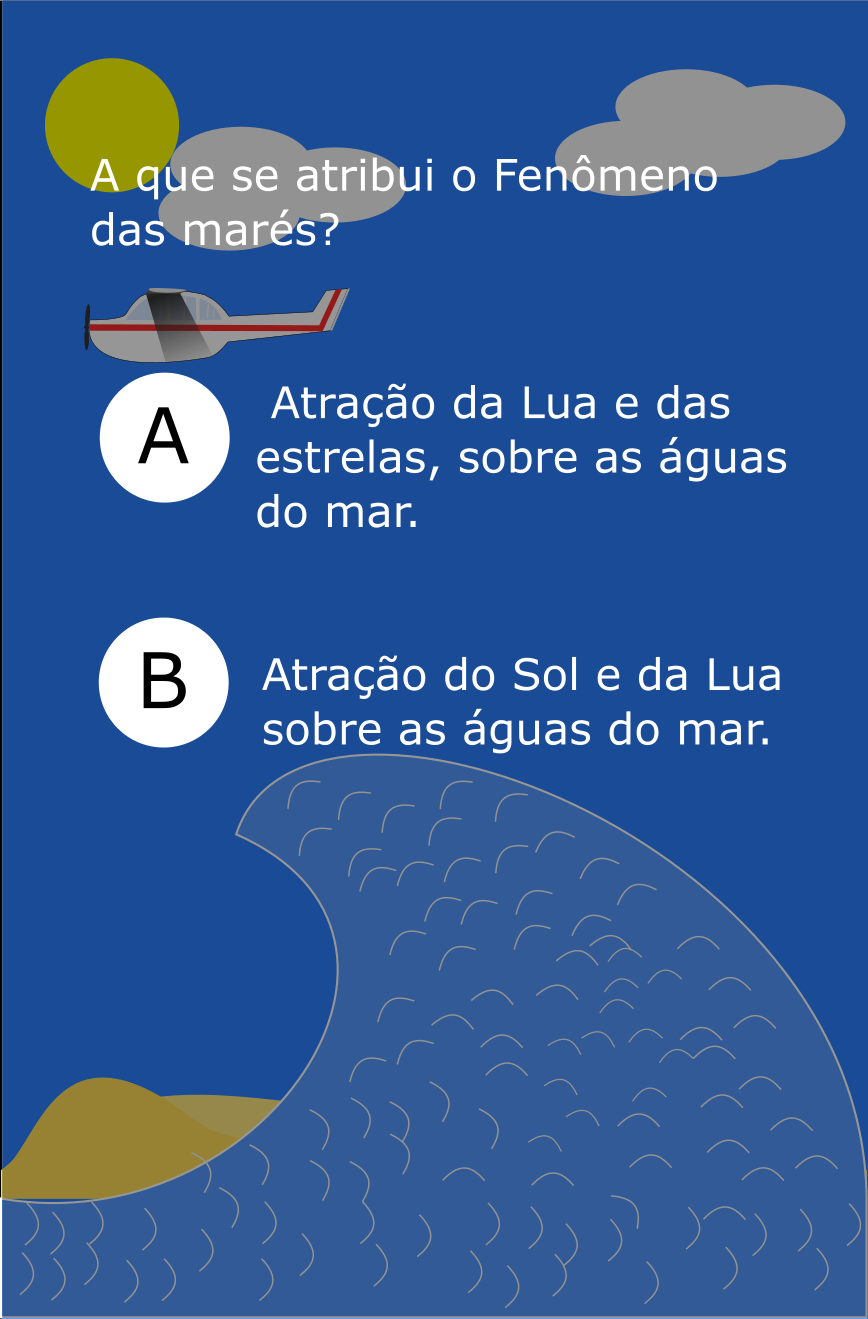 A que se atribui o Fenômeno
das marés?
A
Atração da Lua e das
estrelas, sobre as águas
do mar.
B
Atração do Sol e da Lua
sobre as águas do mar.